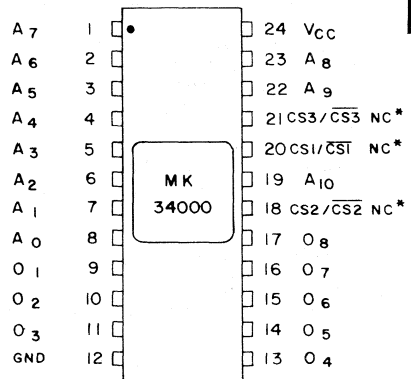 A7 1 24 VCC
A6 2 23 A8
A5 3 22 A9
A4 4 21 CS3/CS3 NC*
A3 5 20 CS1/CS1 NC*
A2 6 MK 19 A10
A1 7 34000 18 CS2/CS2 NC*
A0 8 17 O8
O1 9 16 O7
O2 10 15 O6
O3 11 14 O5
GND 12 13 O4